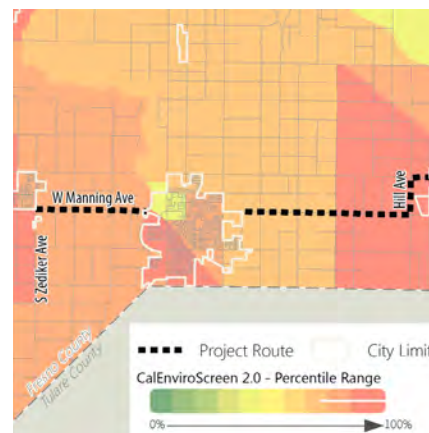 W Manning Ave
Hill Ave
S Zediker Ave
Fresno County
Tulare County
Project Route
City Limit
CalEnviroScreen 2.0 - Percentile Range
0%
100%